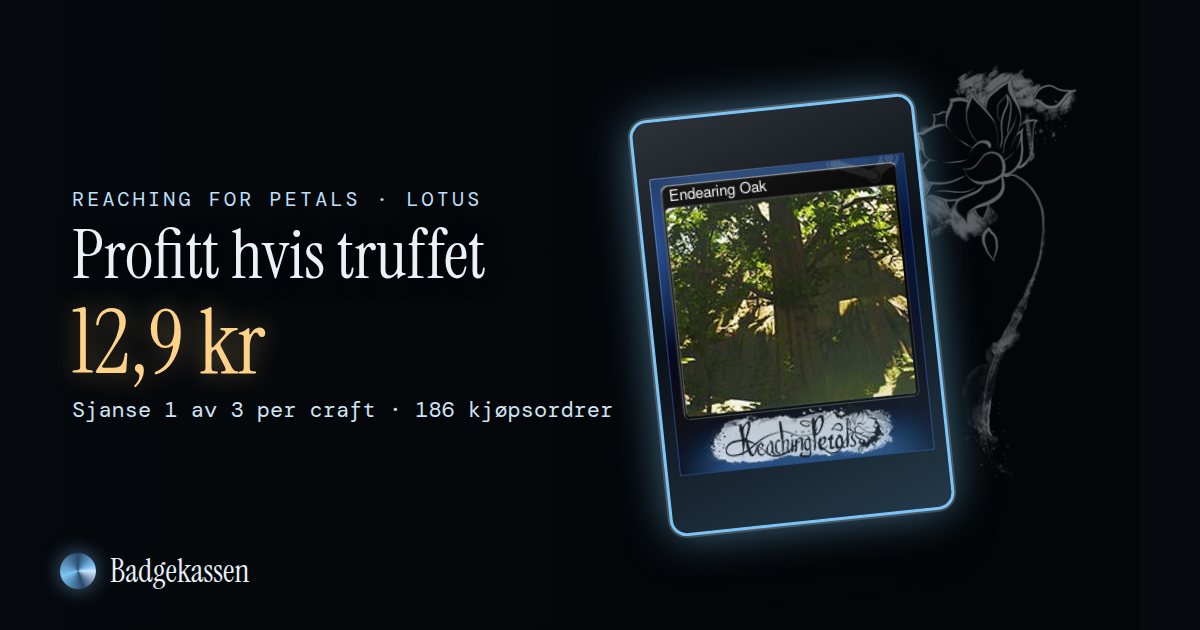 REACHING FOR PETALS · LOTUS
Profitt hvis truffet
12,9 kr
Sjanse 1 av 3 per craft · 186 kjøpsordrer
Endearing Oak
ReachingPetals
Badgekassen